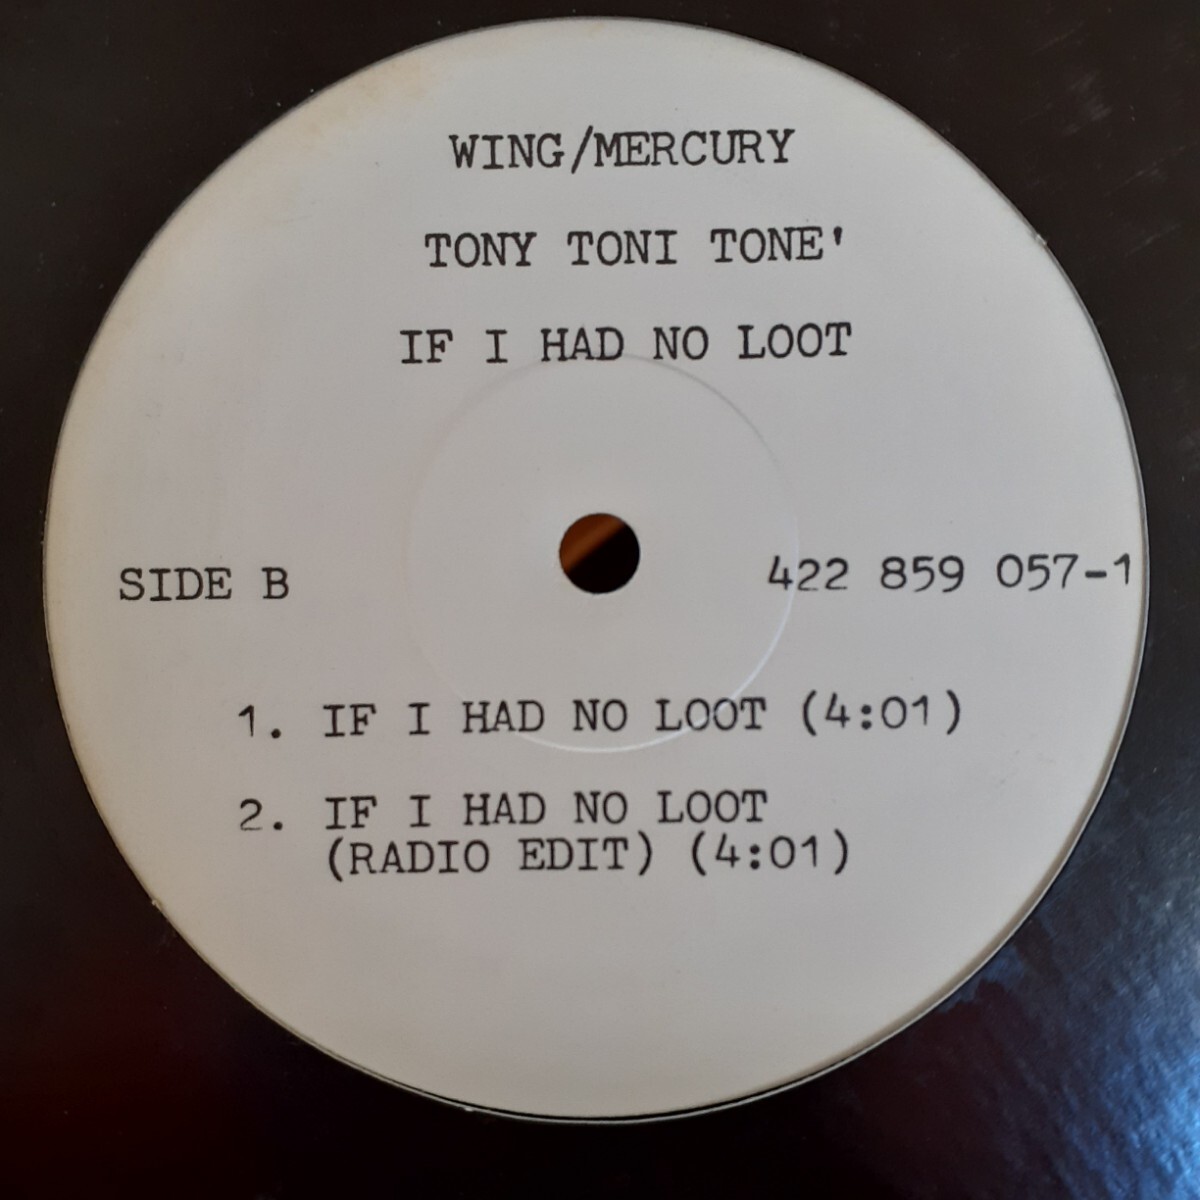 WING/MERCURY
TONY TONI TONE'
IF I HAD NO LOOT
SIDE B
422 859 057-1
1. IF I HAD NO LOOT (4:01)
2. IF I HAD NO LOOT
(RADIO EDIT) (4:01)